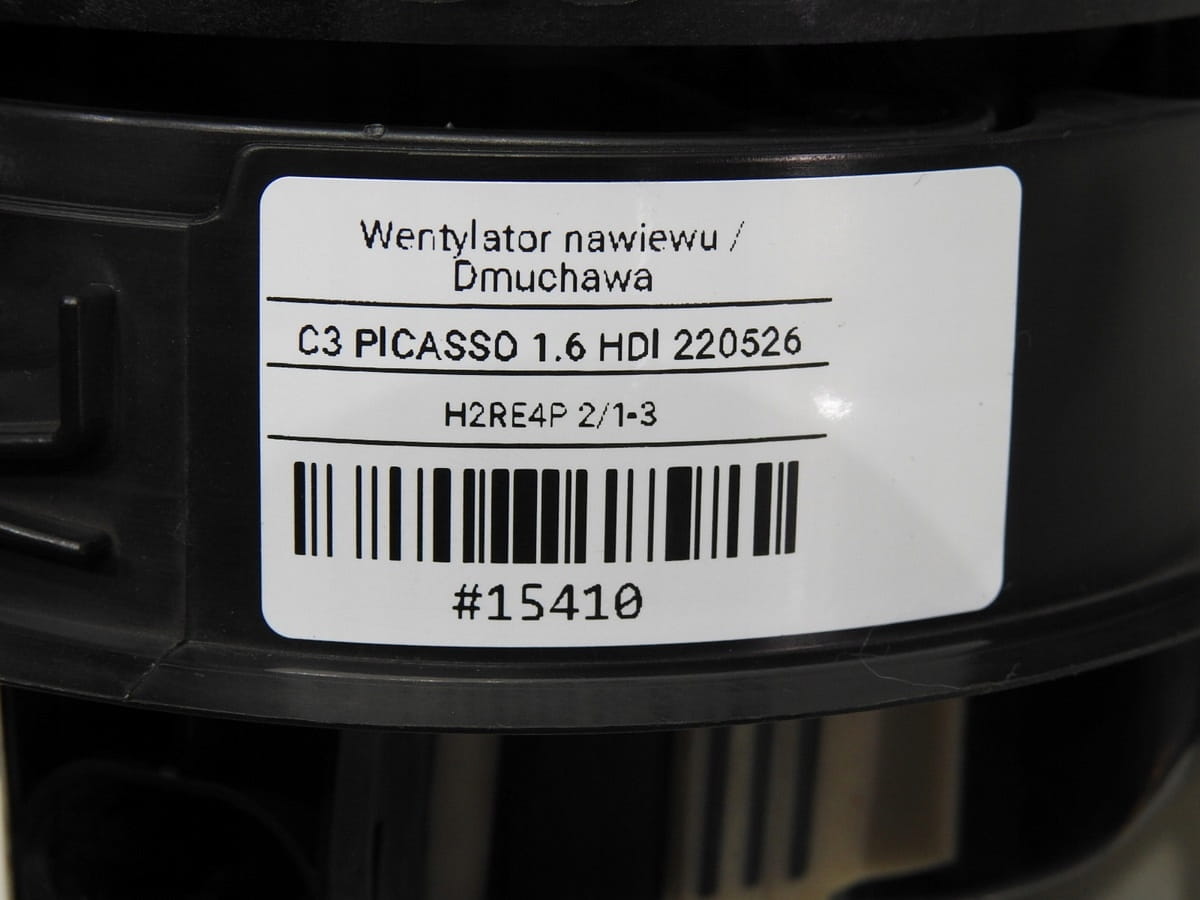 Wentylator nawiewu /
Dmuchawa
C3 PICASSO 1.6 HDI 220526
H2RE4P 2/1-3
#15410